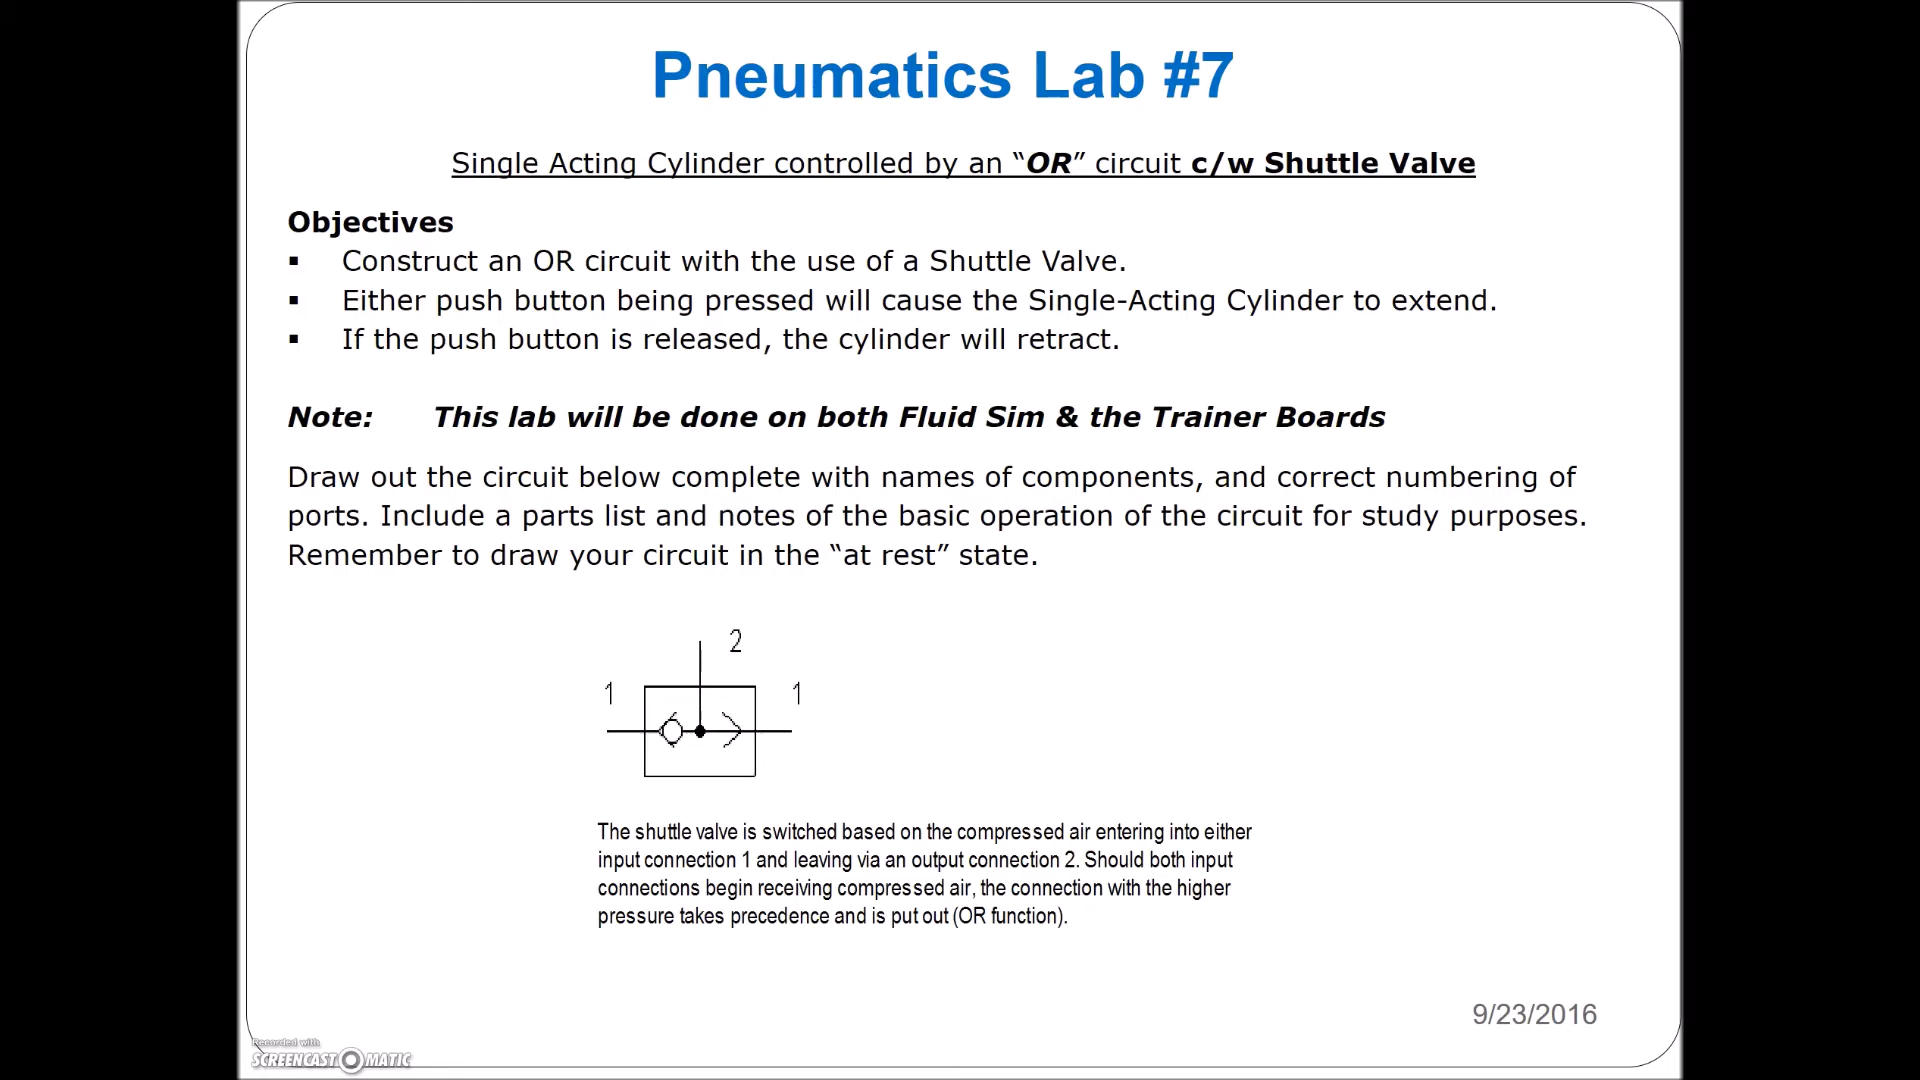 Pneumatics Lab #7
Single Acting Cylinder controlled by an “OR” circuit c/w Shuttle Valve
Objectives
▪ Construct an OR circuit with the use of a Shuttle Valve.
▪ Either push button being pressed will cause the Single-Acting Cylinder to extend.
▪ If the push button is released, the cylinder will retract.
Note: This lab will be done on both Fluid Sim & the Trainer Boards
Draw out the circuit below complete with names of components, and correct numbering of
ports. Include a parts list and notes of the basic operation of the circuit for study purposes.
Remember to draw your circuit in the “at rest” state.
2
1 1
The shuttle valve is switched based on the compressed air entering into either
input connection 1 and leaving via an output connection 2. Should both input
connections begin receiving compressed air, the connection with the higher
pressure takes precedence and is put out (OR function).
9/23/2016
Recorded with
SCREENCAST-O-MATIC